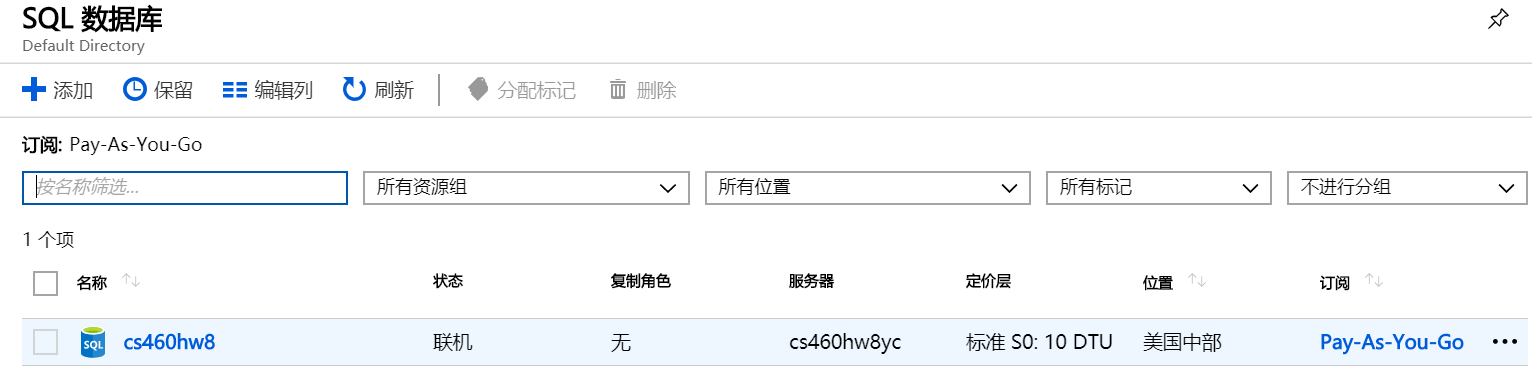 SQL 数据库
Default Directory
添加 保留 编辑列 刷新 分配标记 删除
订阅: Pay-As-You-Go
按名称筛选... 所有资源组 所有位置 所有标记 不进行分组
1 个项
名称 状态 复制角色 服务器 定价层 位置 订阅
SQL cs460hw8 联机 无 cs460hw8yc 标准 S0: 10 DTU 美国中部 Pay-As-You-Go